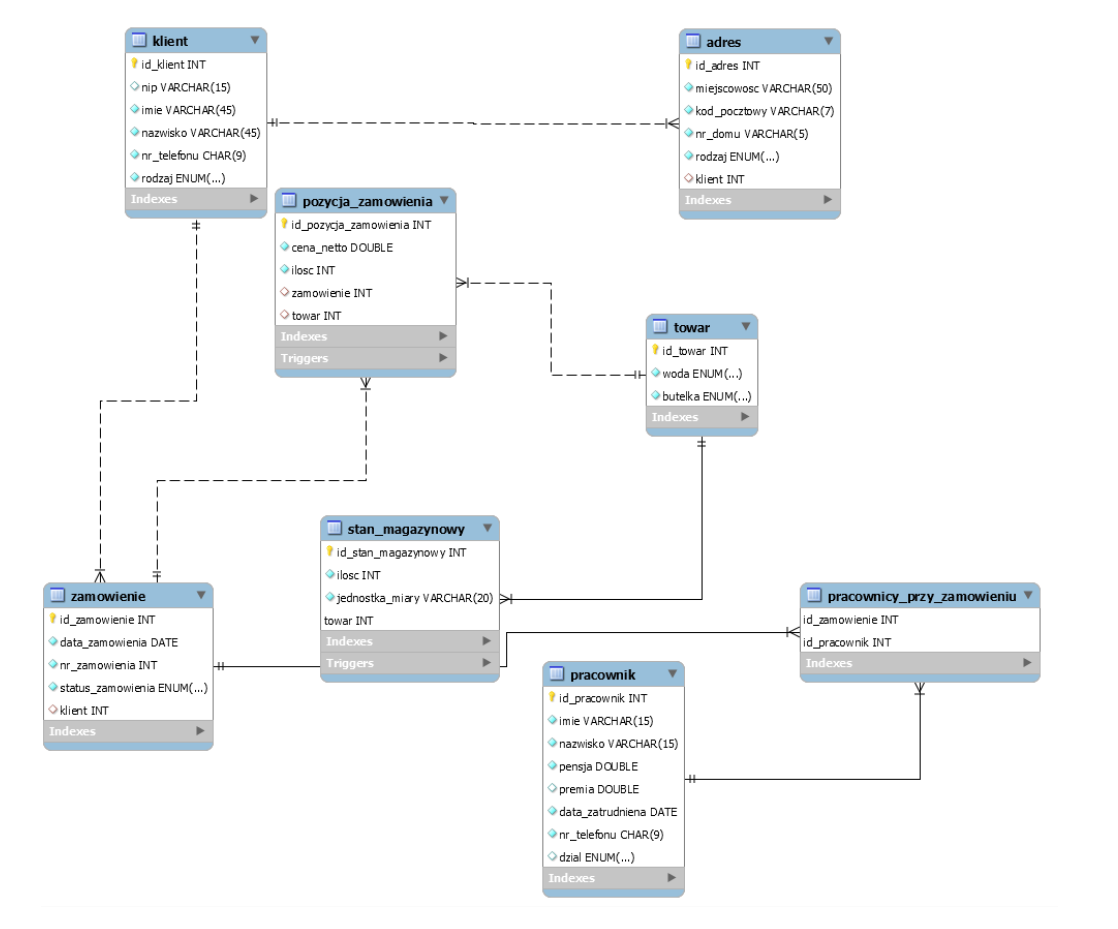 klient
id_klient INT
nip VARCHAR(15)
imie VARCHAR(45)
nazwisko VARCHAR(45)
nr_telefonu CHAR(9)
rodzaj ENUM(...)
Indexes
adres
id_adres INT
miejscowosc VARCHAR(50)
kod_pocztowy VARCHAR(7)
nr_domu VARCHAR(5)
rodzaj ENUM(...)
klient INT
Indexes
pozycja_zamowienia
id_pozycja_zamowienia INT
cena_netto DOUBLE
ilosc INT
zamowienie INT
towar INT
Indexes
Triggers
towar
id_towar INT
woda ENUM(...)
butelka ENUM(...)
Indexes
stan_magazynowy
id_stan_magazynowy INT
ilosc INT
jednostka_miary VARCHAR(20)
towar INT
Indexes
Triggers
zamowienie
id_zamowienie INT
data_zamowienia DATE
nr_zamowienia INT
status_zamowienia ENUM(...)
klient INT
Indexes
pracownicy_przy_zamowieniu
id_zamowienie INT
id_pracownik INT
Indexes
pracownik
id_pracownik INT
imie VARCHAR(15)
nazwisko VARCHAR(15)
pensja DOUBLE
premia DOUBLE
data_zatrudniena DATE
nr_telefonu CHAR(9)
dzial ENUM(...)
Indexes